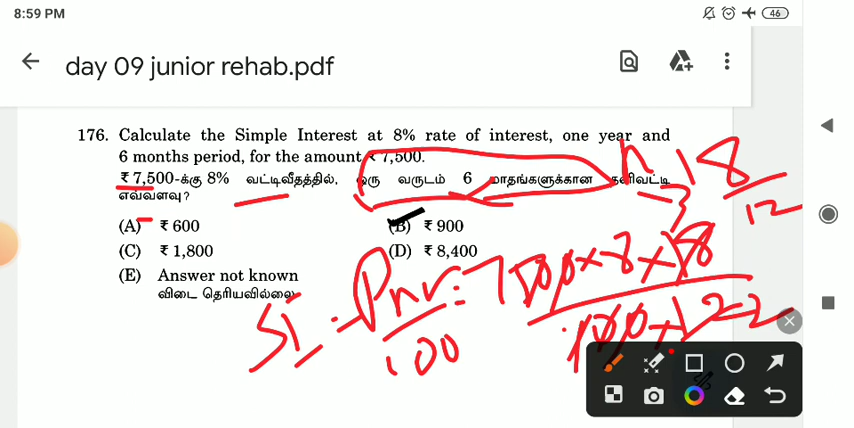 8:59 PM
46
day 09 junior rehab.pdf
176. Calculate the Simple Interest at 8% rate of interest, one year and
6 months period, for the amount ₹ 7,500.
₹ 7,500-க்கு 8% வட்டிவீதத்தில், ஒரு வருடம் 6 மாதங்களுக்கான தனிவட்டி
எவ்வளவு?
(A) ₹ 600
(B) ₹ 900
(C) ₹ 1,800
(D) ₹ 8,400
(E) Answer not known
விடை தெரியவில்லை
n
18
12
SI = Pnr
100